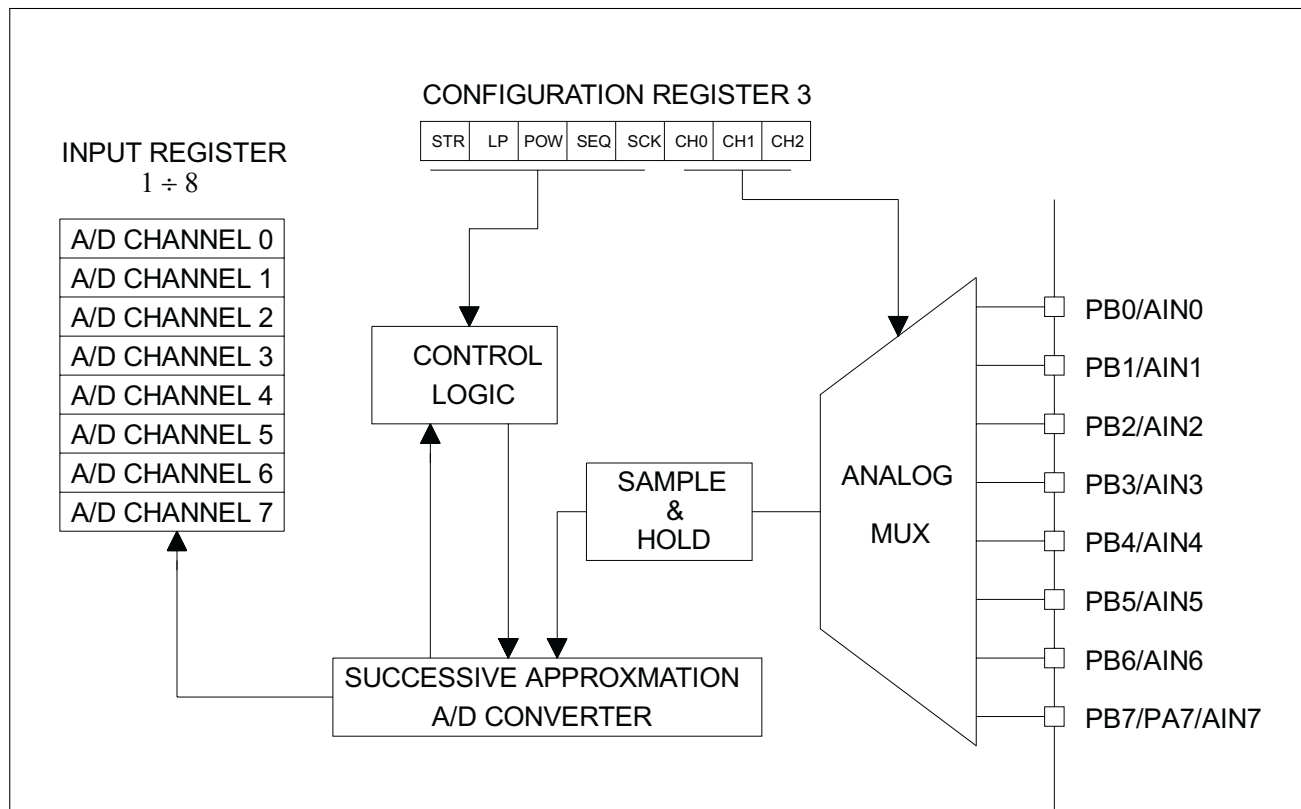 CONFIGURATION REGISTER 3
STR LP POW SEQ SCK CH0 CH1 CH2
INPUT REGISTER
1 ÷ 8
A/D CHANNEL 0
A/D CHANNEL 1
A/D CHANNEL 2
A/D CHANNEL 3
A/D CHANNEL 4
A/D CHANNEL 5
A/D CHANNEL 6
A/D CHANNEL 7
CONTROL
LOGIC
SAMPLE
&
HOLD
SUCCESSIVE APPROXMATION
A/D CONVERTER
ANALOG
MUX
PB0/AIN0
PB1/AIN1
PB2/AIN2
PB3/AIN3
PB4/AIN4
PB5/AIN5
PB6/AIN6
PB7/PA7/AIN7